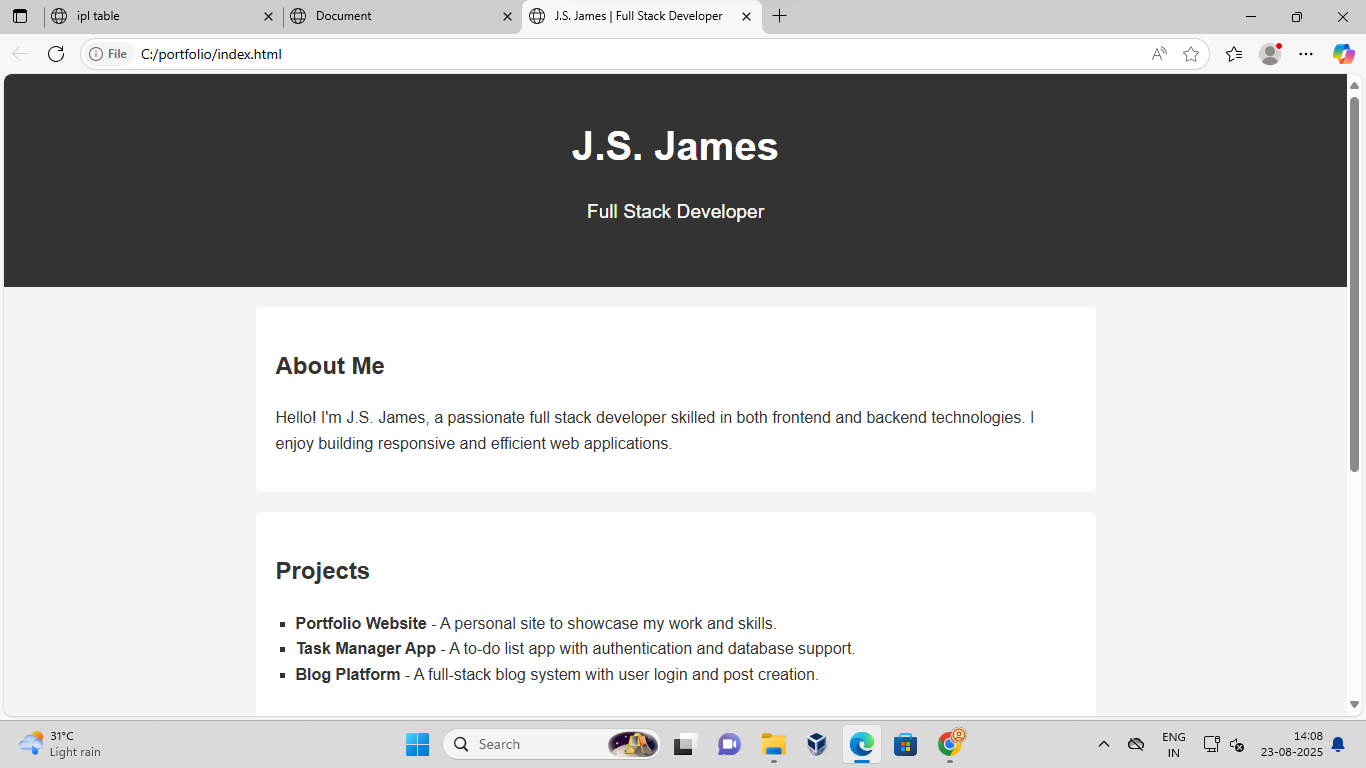 ipl table
Document
J.S. James | Full Stack Developer
File
C:/portfolio/index.html
J.S. James
Full Stack Developer
About Me
Hello! I'm J.S. James, a passionate full stack developer skilled in both frontend and backend technologies. I
enjoy building responsive and efficient web applications.
Projects
Portfolio Website - A personal site to showcase my work and skills.
Task Manager App - A to-do list app with authentication and database support.
Blog Platform - A full-stack blog system with user login and post creation.
31°C
Light rain
Search
ENG
IN
14:08
23-08-2025